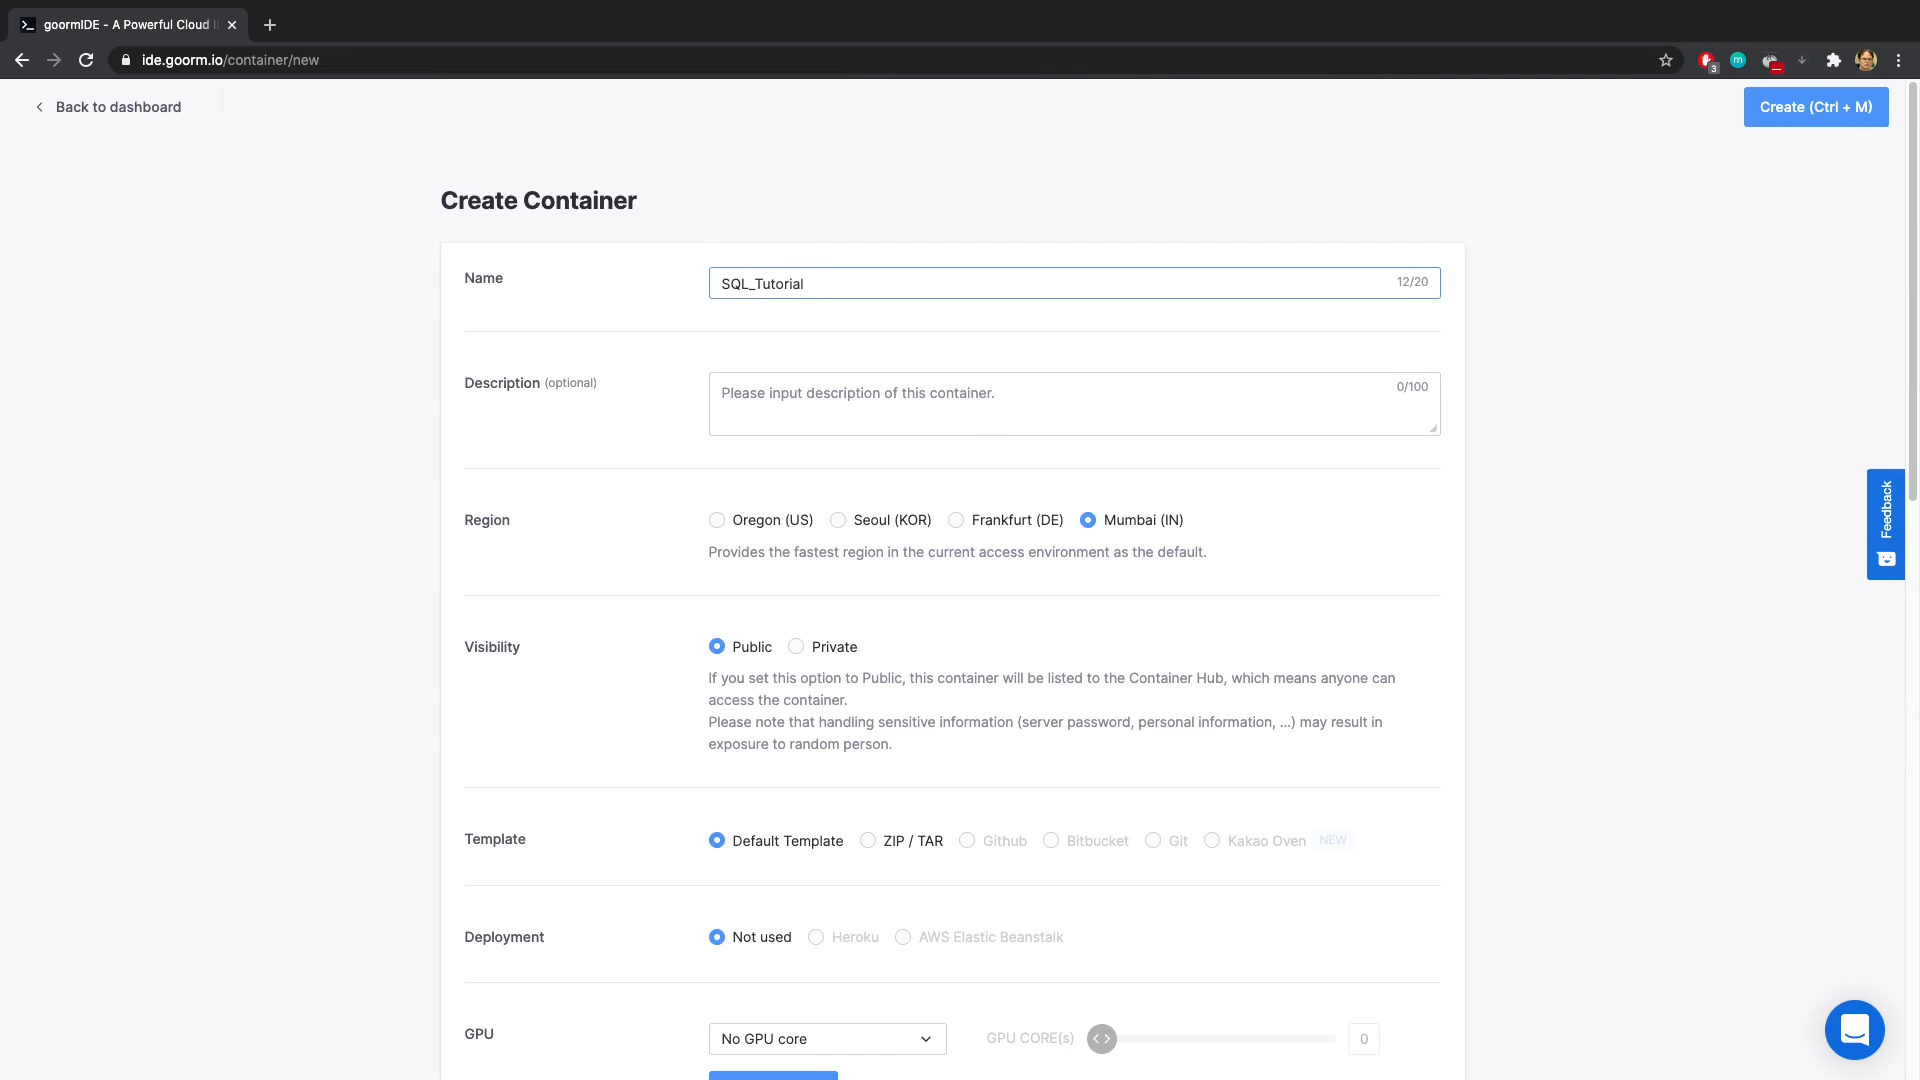 goormIDE - A Powerful Cloud I
ide.goorm.io/container/new
3
m
Back to dashboard
Create (Ctrl + M)
Create Container
Name
SQL_Tutorial
12/20
Description (optional)
Please input description of this container.
0/100
Region
Oregon (US)
Seoul (KOR)
Frankfurt (DE)
Mumbai (IN)
Provides the fastest region in the current access environment as the default.
Feedback
Visibility
Public
Private
If you set this option to Public, this container will be listed to the Container Hub, which means anyone can
access the container.
Please note that handling sensitive information (server password, personal information, ...) may result in
exposure to random person.
Template
Default Template
ZIP / TAR
Github
Bitbucket
Git
Kakao Oven
NEW
Deployment
Not used
Heroku
AWS Elastic Beanstalk
GPU
No GPU core
GPU CORE(s)
0